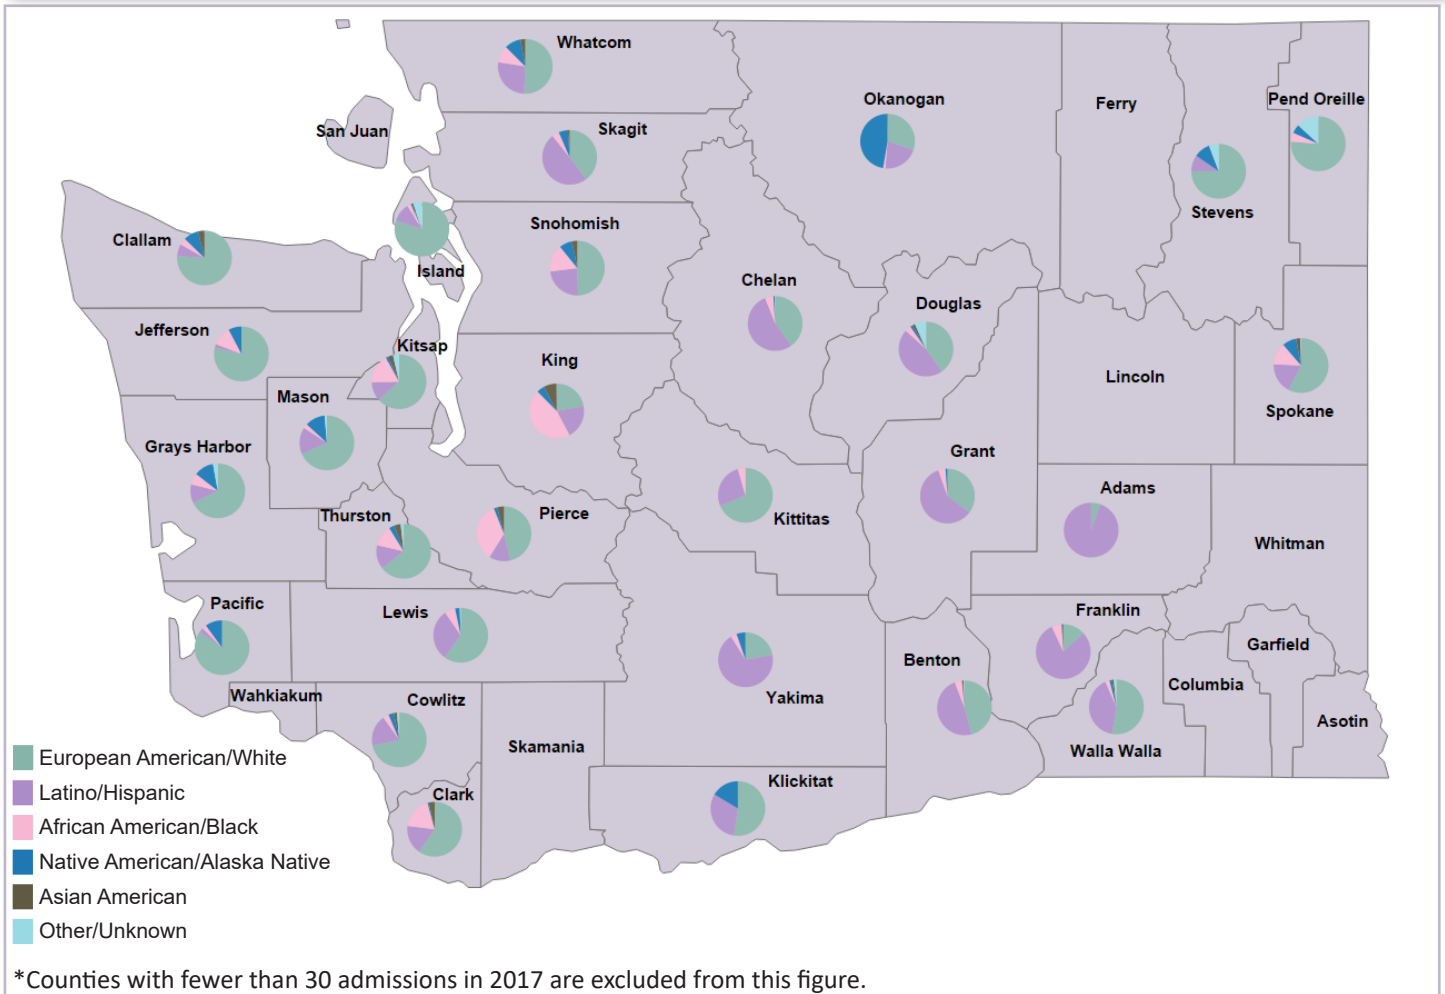 Whatcom
Okanogan
Ferry
Pend Oreille
San Juan
Skagit
Stevens
Snohomish
Clallam
Island
Chelan
Douglas
Jefferson
Kitsap
King
Lincoln
Mason
Spokane
Grays Harbor
Grant
Adams
Thurston
Pierce
Kittitas
Whitman
Pacific
Lewis
Franklin
Garfield
Benton
Columbia
Wahkiakum
Cowlitz
Yakima
Asotin
Skamania
Walla Walla
Klickitat
Clark
European American/White
Latino/Hispanic
African American/Black
Native American/Alaska Native
Asian American
Other/Unknown
*Counties with fewer than 30 admissions in 2017 are excluded from this figure.